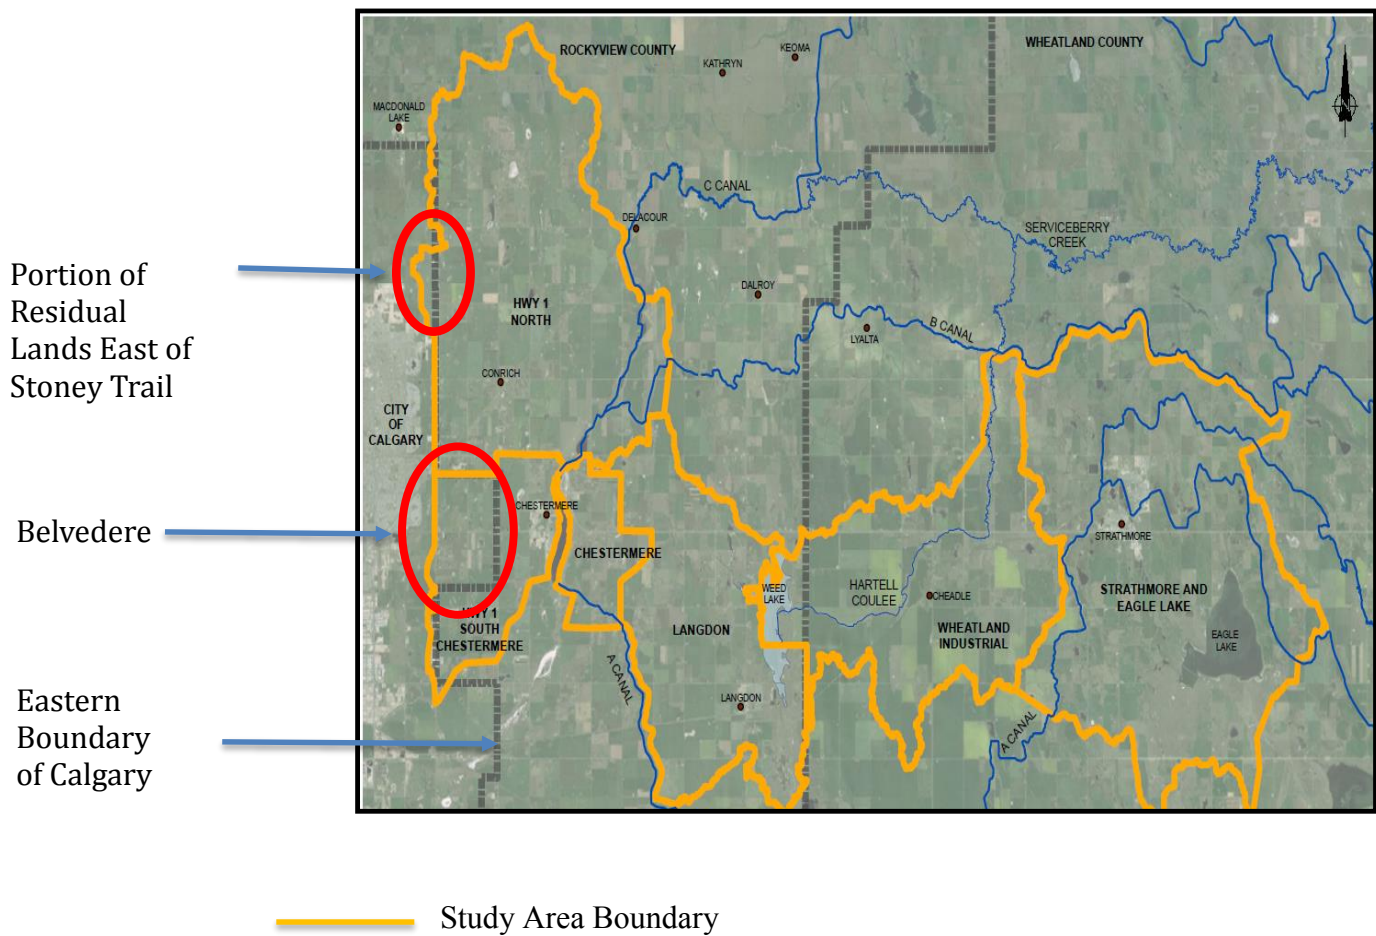 ROCKYVIEW COUNTY
KEOMA
KATHRYN
WHEATLAND COUNTY
N
MACDONALD
LAKE
C CANAL
DELACOUR
SERVICEBERRY
CREEK
Portion of
Residual
Lands East of
Stoney Trail
HWY 1
NORTH
DALROY
LYALTA
B CANAL
CONRICH
CITY
OF
CALGARY
Belvedere
CHESTERMERE
CHESTERMERE
STRATHMORE
WEED
LAKE
HARTELL
COULEE
CHEADLE
STRATHMORE AND
EAGLE LAKE
HWY 1
SOUTH
CHESTERMERE
LANGDON
WHEATLAND
INDUSTRIAL
EAGLE
LAKE
A CANAL
LANGDON
A CANAL
Eastern
Boundary
of Calgary
Study Area Boundary